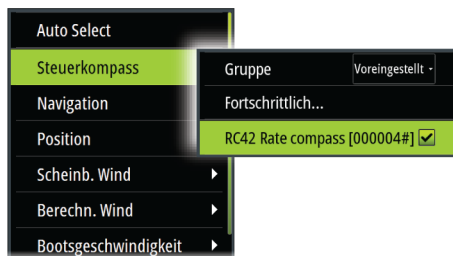 Auto Select
Steuerkompass
Navigation
Position
Scheinb. Wind
Berechn. Wind
Bootsgeschwindigkeit
Gruppe Voreingestellt
Fortschrittlich...
RC42 Rate compass [000004#]